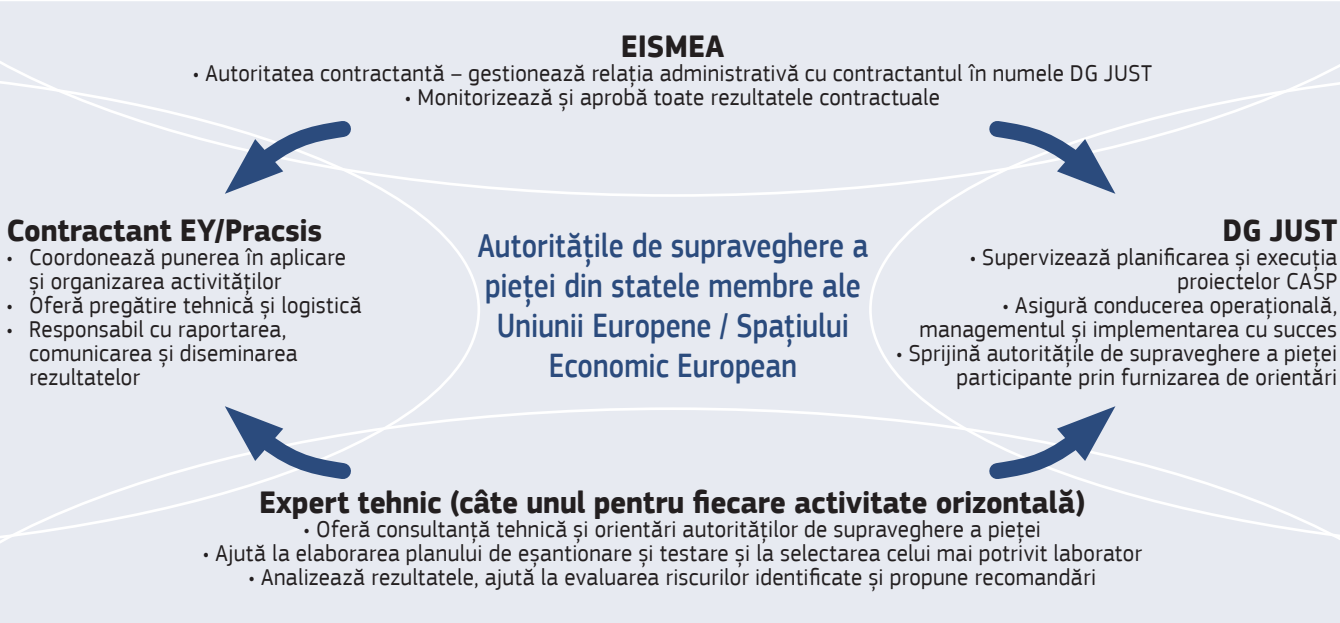 EISMEA
• Autoritatea contractantă – gestionează relația administrativă cu contractantul în numele DG JUST
• Monitorizează și aprobă toate rezultatele contractuale
Contractant EY/Pracsis
• Coordonează punerea în aplicare
și organizarea activităților
• Oferă pregătire tehnică și logistică
• Responsabil cu raportarea,
comunicarea și diseminarea
rezultatelor
Autoritățile de supraveghere a
pieței din statele membre ale
Uniunii Europene / Spațiului
Economic European
DG JUST
• Supervizează planificarea și execuția
proiectelor CASP
• Asigură conducerea operațională,
managementul și implementarea cu succes
• Sprijină autoritățile de supraveghere a pieței
participante prin furnizarea de orientări
Expert tehnic (câte unul pentru fiecare activitate orizontală)
• Oferă consultanță tehnică și orientări autorităților de supraveghere a pieței
• Ajută la elaborarea planului de eșantionare și testare și la selectarea celui mai potrivit laborator
• Analizează rezultatele, ajută la evaluarea riscurilor identificate și propune recomandări